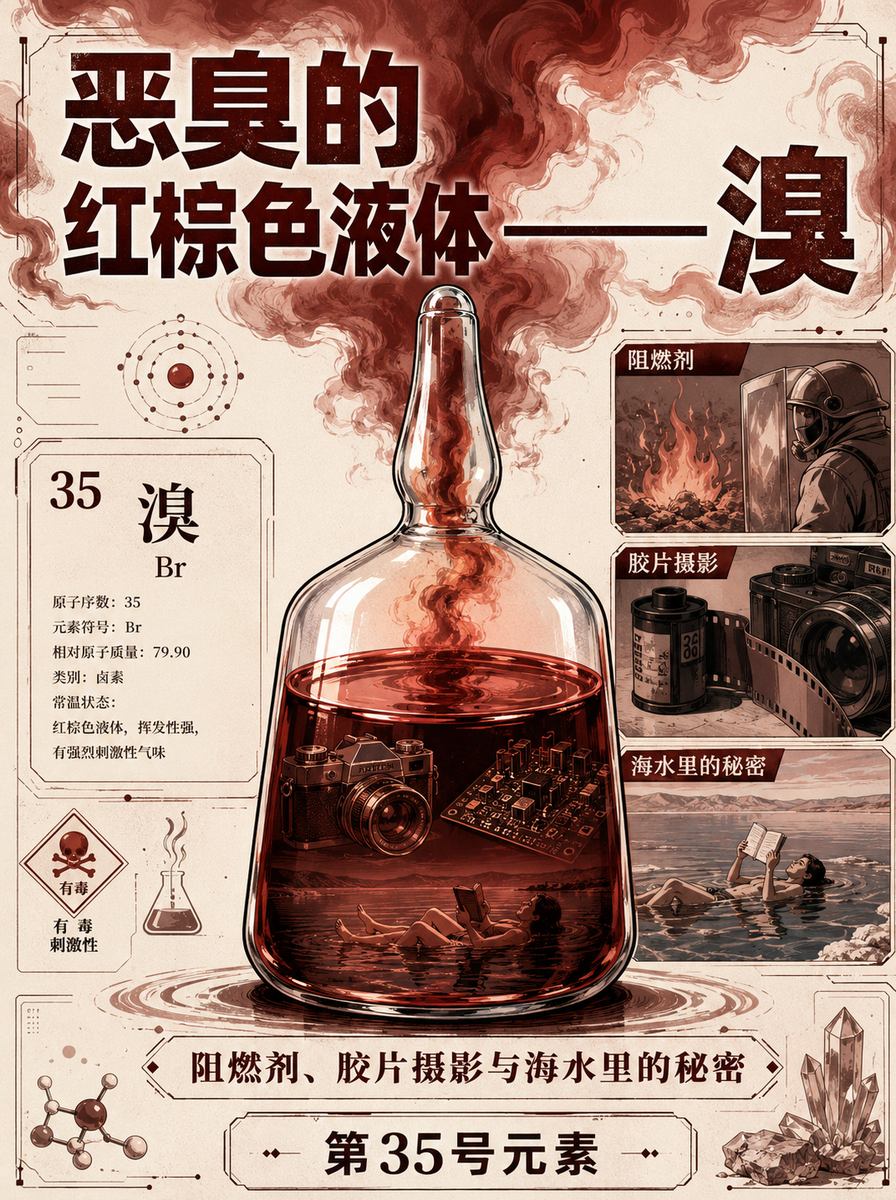 恶臭的
红棕色液体——溴
35
溴
Br
原子序数：35
元素符号：Br
相对原子质量：79.90
类别：卤素
常温状态：
红棕色液体，挥发性强，
有强烈刺激性气味
有毒
有毒
刺激性
阻燃剂
胶片摄影
海水里的秘密
阻燃剂、胶片摄影与海水里的秘密
第35号元素